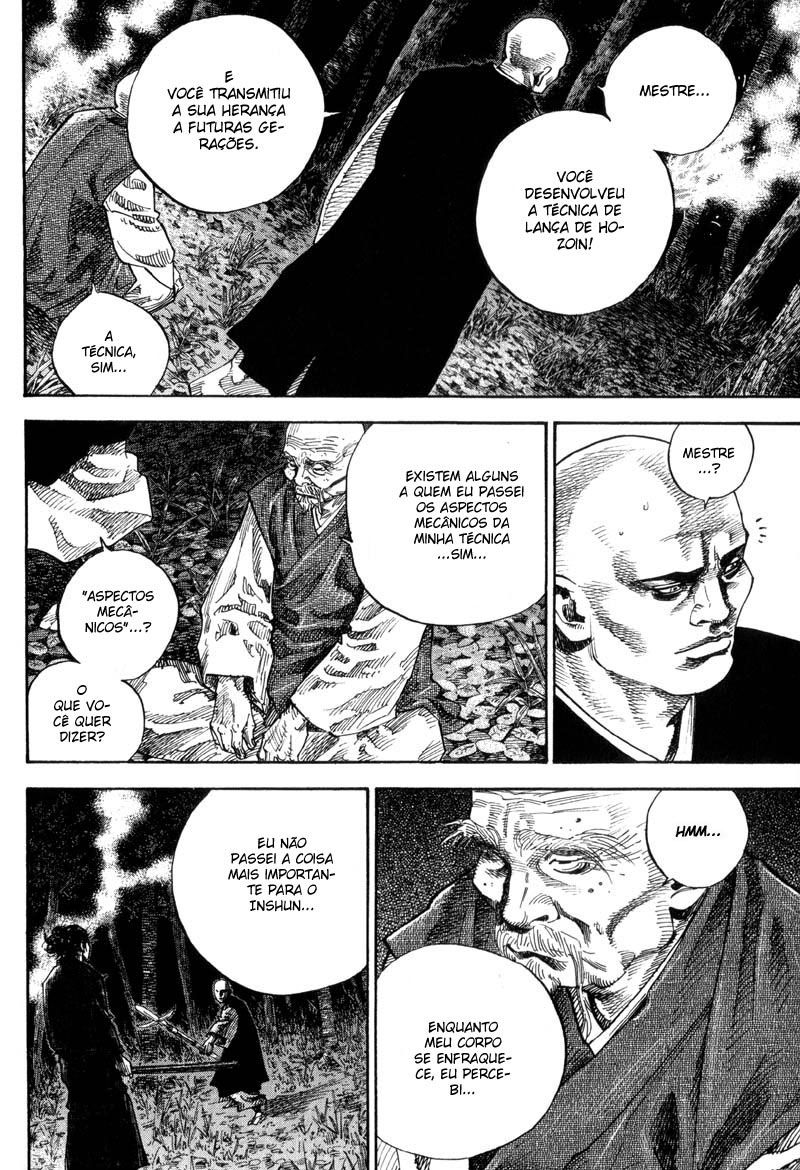 MESTRE...
VOCÊ
DESENVOLVEU
A TÉCNICA DE
LANÇA DE HO-
ZOIN!
E
VOCÊ TRANSMITIU
A SUA HERANÇA
A FUTURAS GE-
RAÇÕES.
A
TÉCNICA,
SIM...
MESTRE
...?
EXISTEM ALGUNS
A QUEM EU PASSEI
OS ASPECTOS
MECÂNICOS DA
MINHA TÉCNICA
...SIM...
"ASPECTOS
MECÂ-
NICOS"...?
O
QUE VO-
CÊ QUER
DIZER?
HMM...
ENQUANTO
MEU CORPO
SE ENFRAQUE-
CE, EU PERCE-
BI...
EU NÃO
PASSEI A COISA
MAIS IMPORTAN-
TE PARA O
INSHUN...